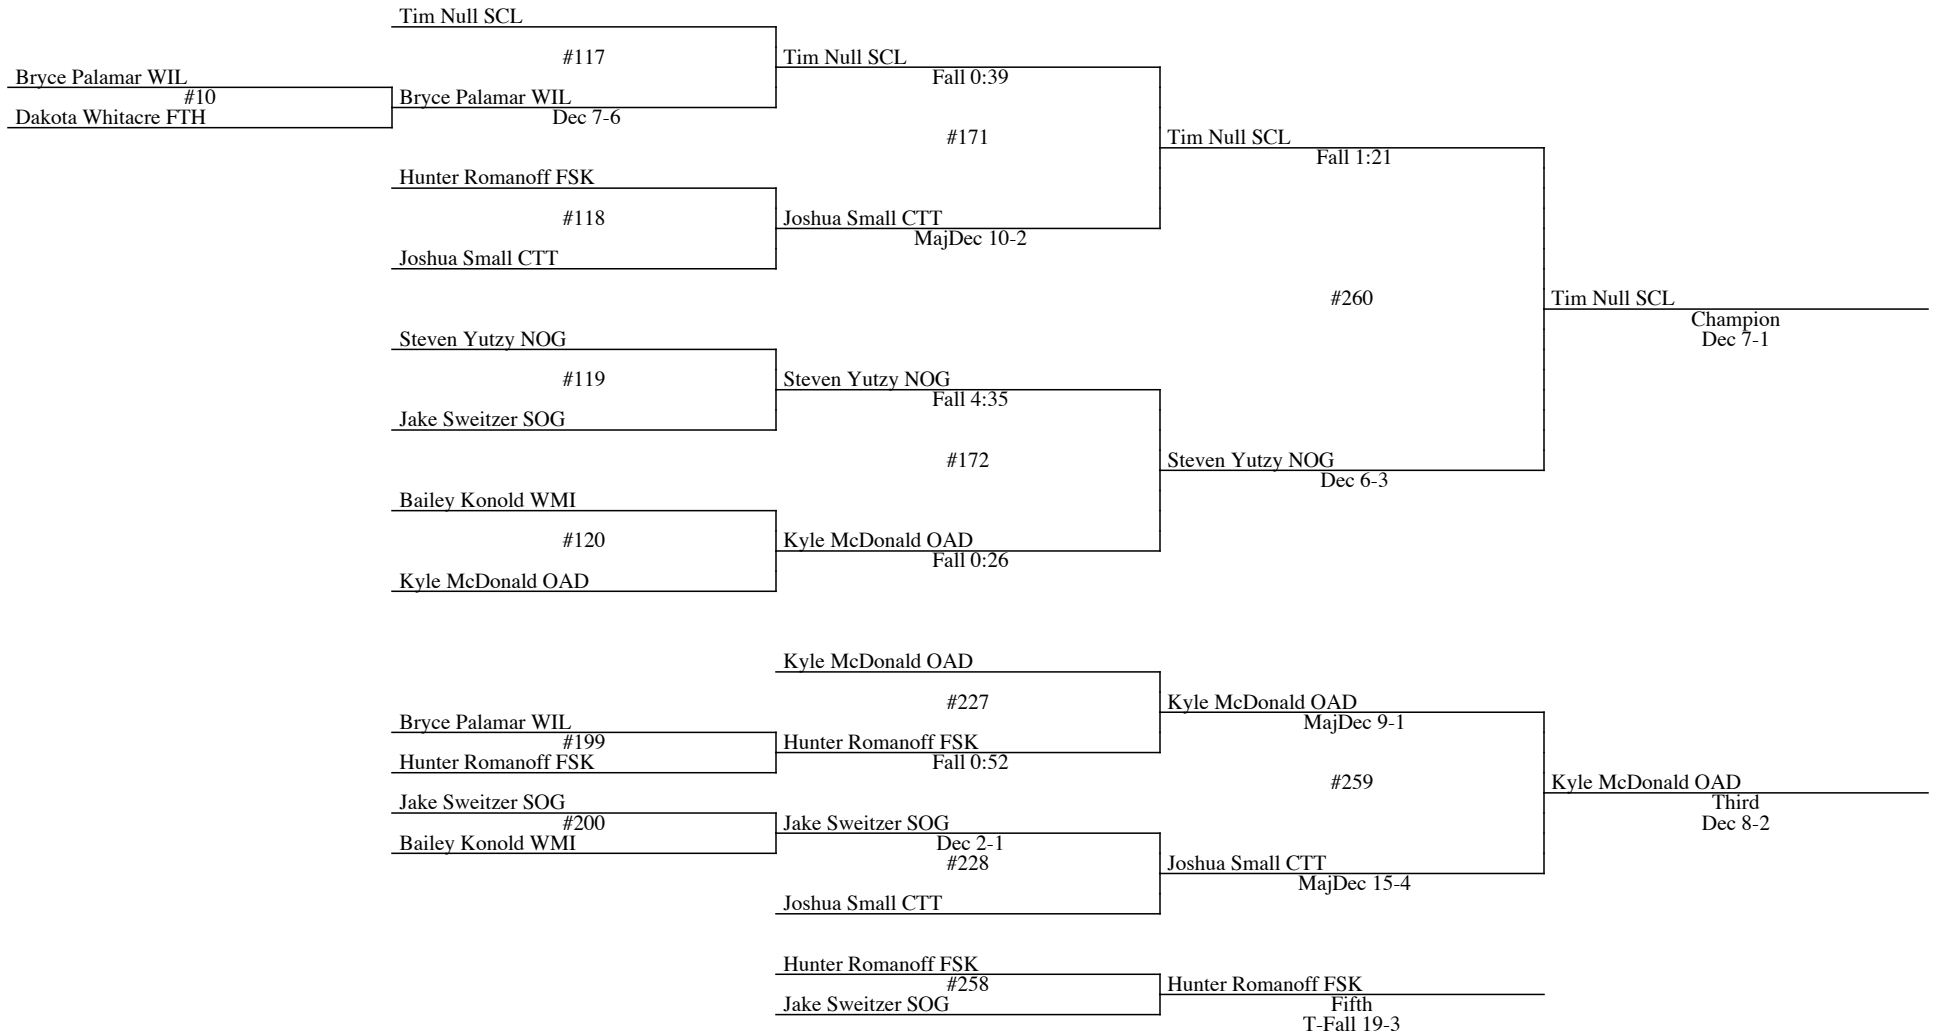 Tim Null SCL
#117
Tim Null SCL
Fall 0:39
Bryce Palamar WIL
#10
Dakota Whitacre FTH
Bryce Palamar WIL
Dec 7-6
#171
Tim Null SCL
Fall 1:21
Hunter Romanoff FSK
#118
Joshua Small CTT
MajDec 10-2
Joshua Small CTT
#260
Tim Null SCL
Champion
Dec 7-1
Steven Yutzy NOG
#119
Steven Yutzy NOG
Fall 4:35
Jake Sweitzer SOG
#172
Steven Yutzy NOG
Dec 6-3
Bailey Konold WMI
#120
Kyle McDonald OAD
Fall 0:26
Kyle McDonald OAD
Kyle McDonald OAD
#227
Kyle McDonald OAD
MajDec 9-1
Bryce Palamar WIL
#199
Hunter Romanoff FSK
Hunter Romanoff FSK
Fall 0:52
#259
Kyle McDonald OAD
Third
Dec 8-2
Jake Sweitzer SOG
#200
Bailey Konold WMI
Jake Sweitzer SOG
Dec 2-1
#228
Joshua Small CTT
MajDec 15-4
Joshua Small CTT
Hunter Romanoff FSK
#258
Jake Sweitzer SOG
Hunter Romanoff FSK
Fifth
T-Fall 19-3